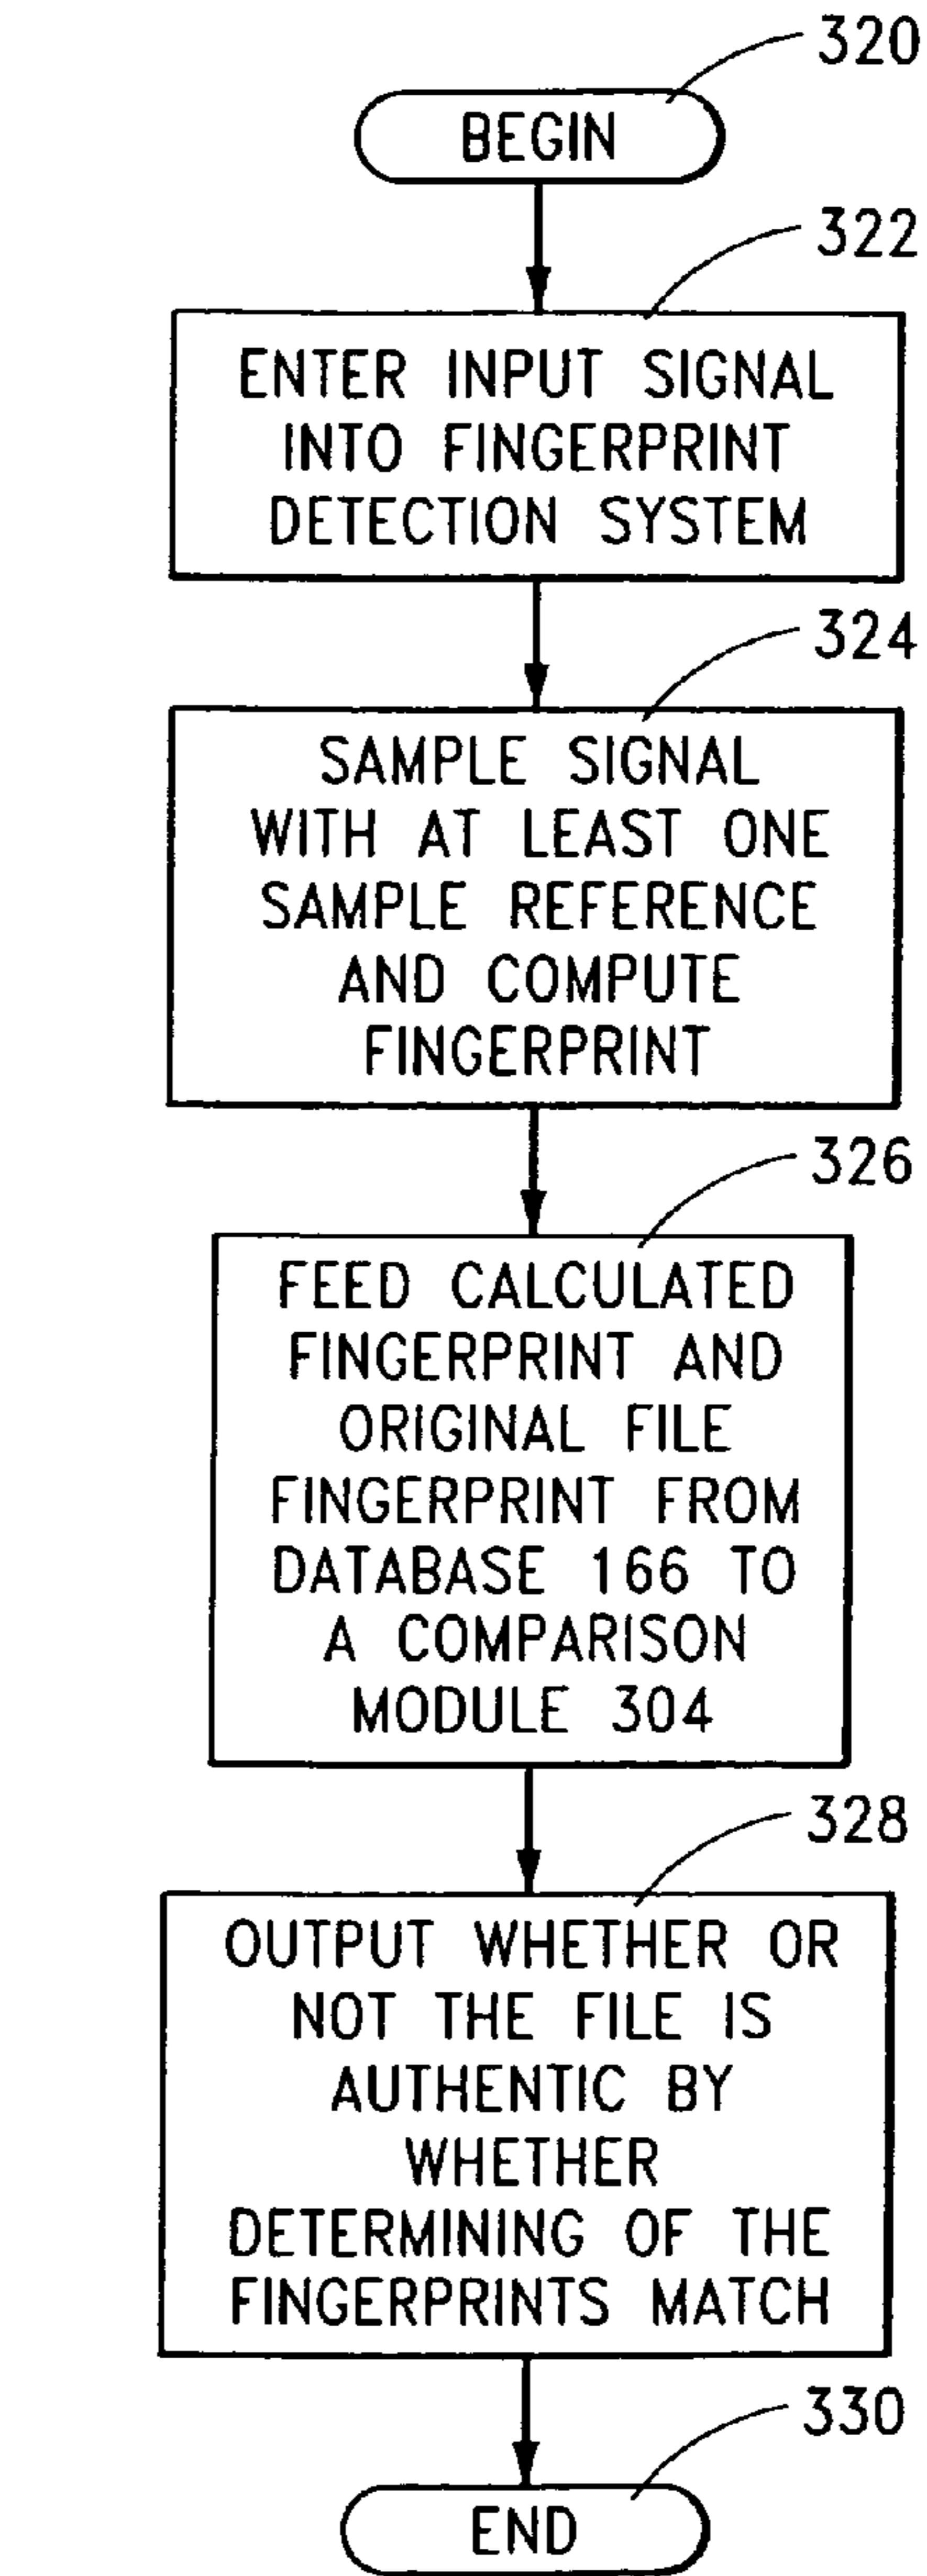 320
BEGIN
322
ENTER INPUT SIGNAL
INTO FINGERPRINT
DETECTION SYSTEM
324
SAMPLE SIGNAL
WITH AT LEAST ONE
SAMPLE REFERENCE
AND COMPUTE
FINGERPRINT
326
FEED CALCULATED
FINGERPRINT AND
ORIGINAL FILE
FINGERPRINT FROM
DATABASE 166 TO
A COMPARISON
MODULE 304
328
OUTPUT WHETHER OR
NOT THE FILE IS
AUTHENTIC BY
WHETHER
DETERMINING OF THE
FINGERPRINTS MATCH
330
END